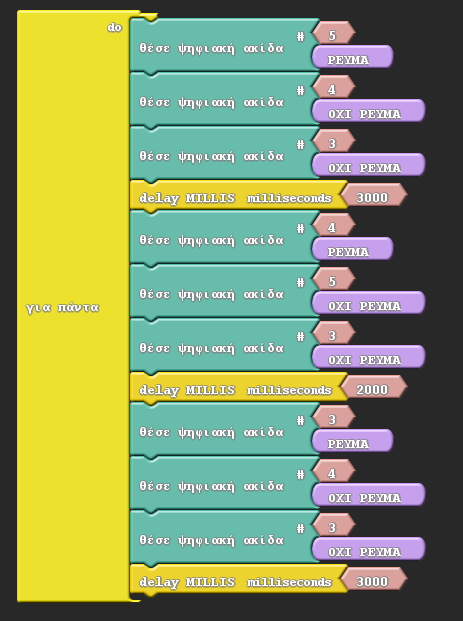 do
θέσε ψηφιακή ακίδα # 5
ΡΕΥΜΑ
θέσε ψηφιακή ακίδα # 4
ΟΧΙ ΡΕΥΜΑ
θέσε ψηφιακή ακίδα # 3
ΟΧΙ ΡΕΥΜΑ
delay MILLIS milliseconds 3000
θέσε ψηφιακή ακίδα # 4
ΡΕΥΜΑ
θέσε ψηφιακή ακίδα # 5
ΟΧΙ ΡΕΥΜΑ
για πάντα
θέσε ψηφιακή ακίδα # 3
ΟΧΙ ΡΕΥΜΑ
delay MILLIS milliseconds 2000
θέσε ψηφιακή ακίδα # 3
ΡΕΥΜΑ
θέσε ψηφιακή ακίδα # 4
ΟΧΙ ΡΕΥΜΑ
θέσε ψηφιακή ακίδα # 3
ΟΧΙ ΡΕΥΜΑ
delay MILLIS milliseconds 3000